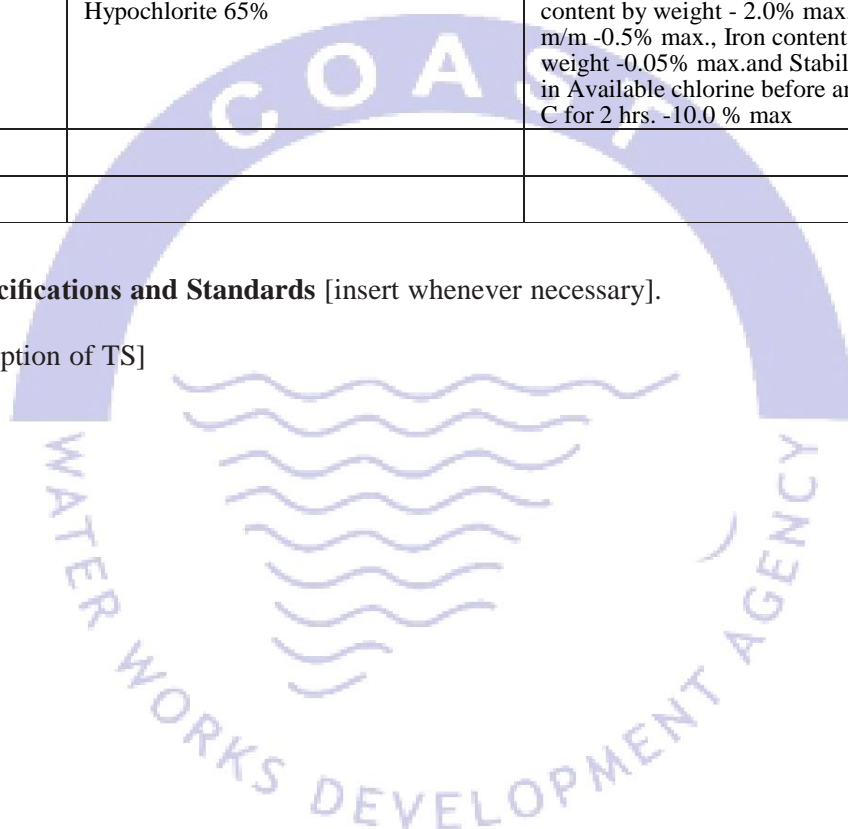 Hypochlorite 65%
content by weight - 2.0% max.
m/m -0.5% max., Iron content
weight -0.05% max.and Stabil
in Available chlorine before a
C for 2 hrs. -10.0 % max
cifications and Standards [insert whenever necessary].
ption of TS]
COAST
WATER WORKS DEVELOPMENT AGENCY